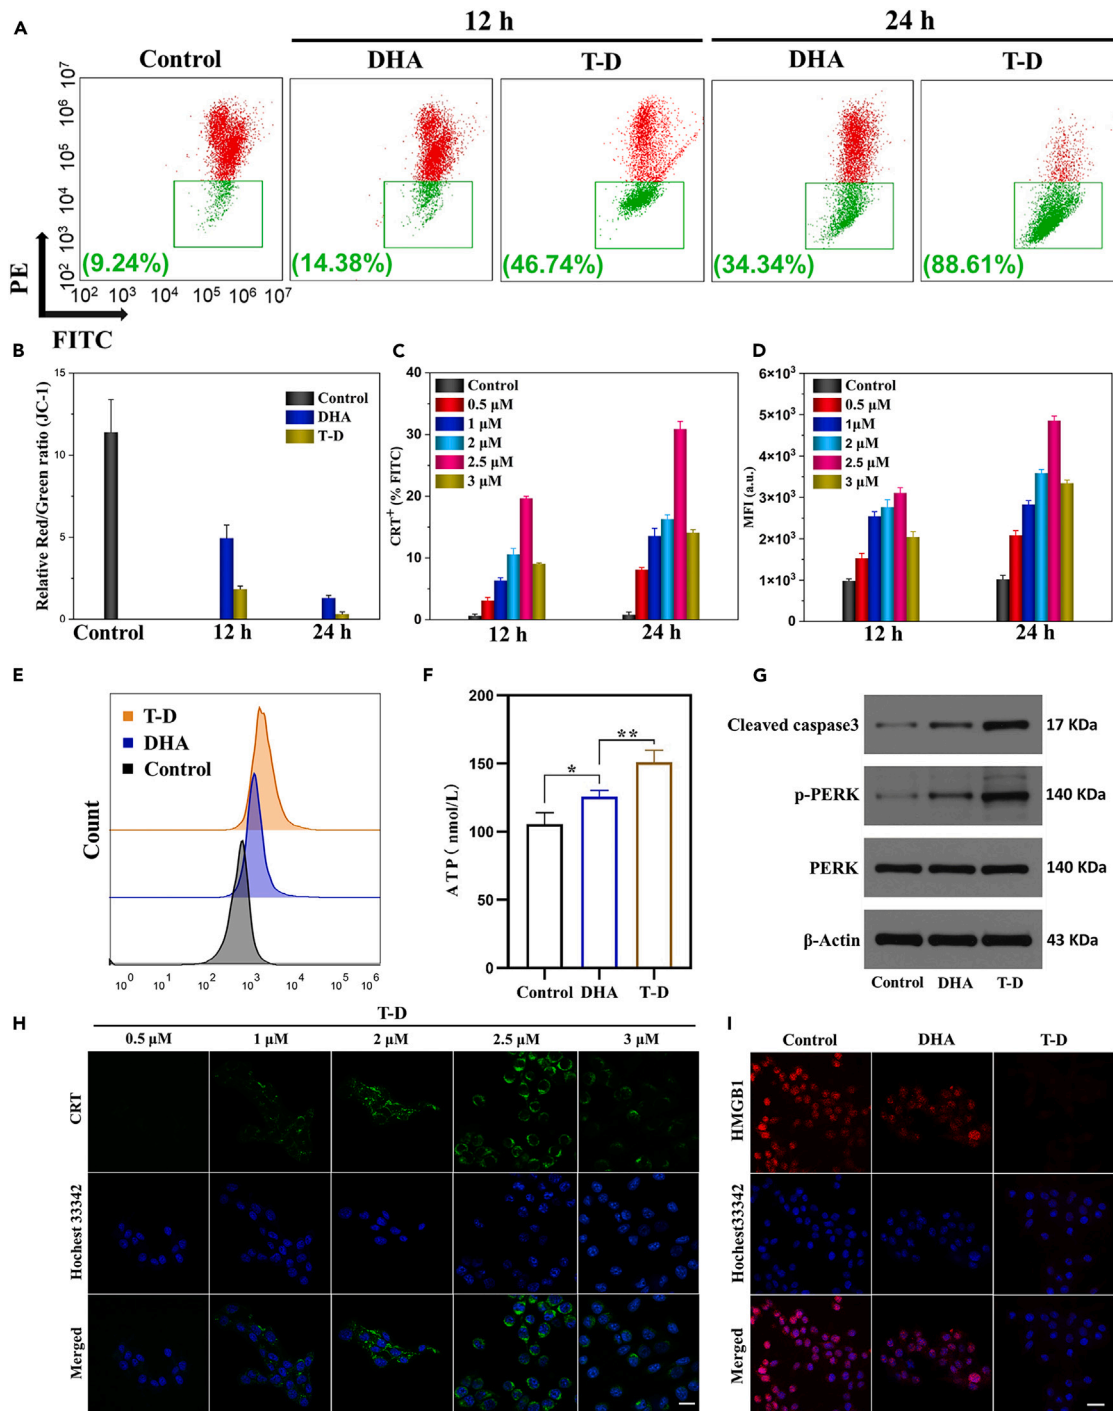 A
12 h
24 h
Control
DHA
T-D
DHA
T-D
10⁷
10⁶
10⁵
10⁴
10³
10²
(9.24%)
(14.38%)
(46.74%)
(34.34%)
(88.61%)
10² 10³ 10⁴ 10⁵ 10⁶ 10⁷
PE
FITC
B
Relative Red/Green ratio (JC-1)
15
10
5
0
Control
DHA
T-D
Control 12 h 24 h
C
CRT⁺ (% FITC)
40
30
20
10
0
Control
0.5 μM
1 μM
2 μM
2.5 μM
3 μM
12 h 24 h
D
MFI (a.u.)
6×10³
5×10³
4×10³
3×10³
2×10³
1×10³
0
Control
0.5 μM
1μM
2 μM
2.5 μM
3 μM
12 h 24 h
E
T-D
DHA
Control
Count
10⁰ 10¹ 10² 10³ 10⁴ 10⁵ 10⁶
F
ATP( nmol/L)
200
150
100
50
0
*
**
Control DHA T-D
G
Cleaved caspase3 17 KDa
p-PERK 140 KDa
PERK 140 KDa
β-Actin 43 KDa
Control DHA T-D
H
T-D
0.5 μM 1 μM 2 μM 2.5 μM 3 μM
CRT
Hochest 33342
Merged
I
Control DHA T-D
HMGB1
Hochest33342
Merged